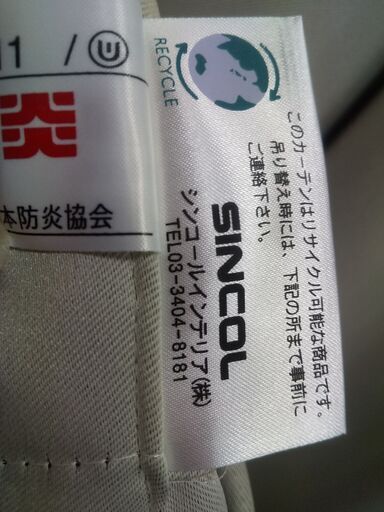 11 / Ⓤ
炎
本防炎協会
RECYCLE
このカーテンはリサイクル可能な商品です。
吊り替え時には、下記の所まで事前に
ご連絡下さい。
SINCOL
シンコールインテリア(株)
TEL03-3404-8181